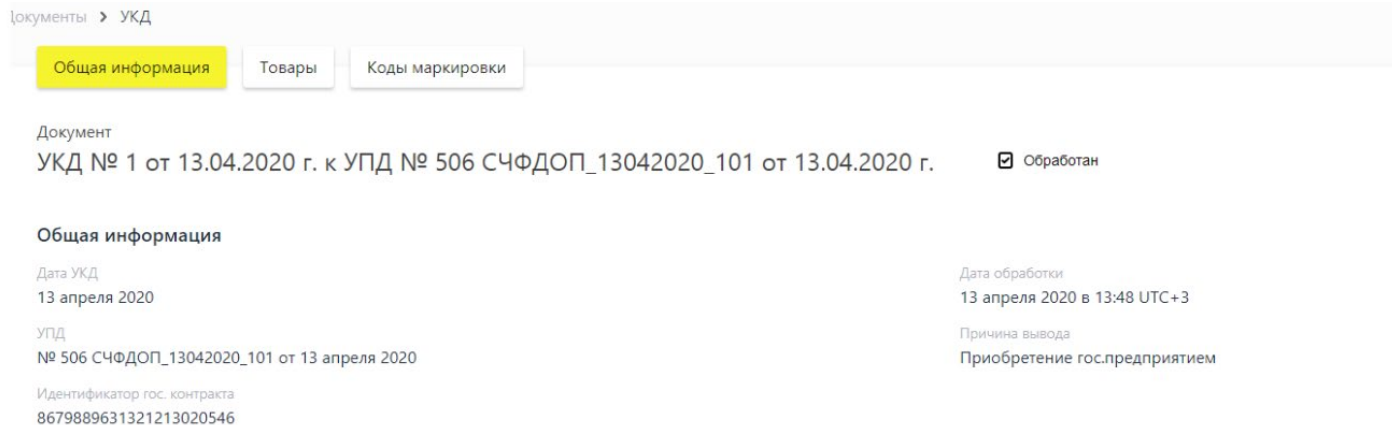 Документы > УКД
Общая информация Товары Коды маркировки
Документ
УКД № 1 от 13.04.2020 г. к УПД № 506 СЧФДОП_13042020_101 от 13.04.2020 г. Обработан
Общая информация
Дата УКД
13 апреля 2020
УПД
№ 506 СЧФДОП_13042020_101 от 13 апреля 2020
Идентификатор гос. контракта
8679889631321213020546
Дата обработки
13 апреля 2020 в 13:48 UTC+3
Причина вывода
Приобретение гос.предприятием